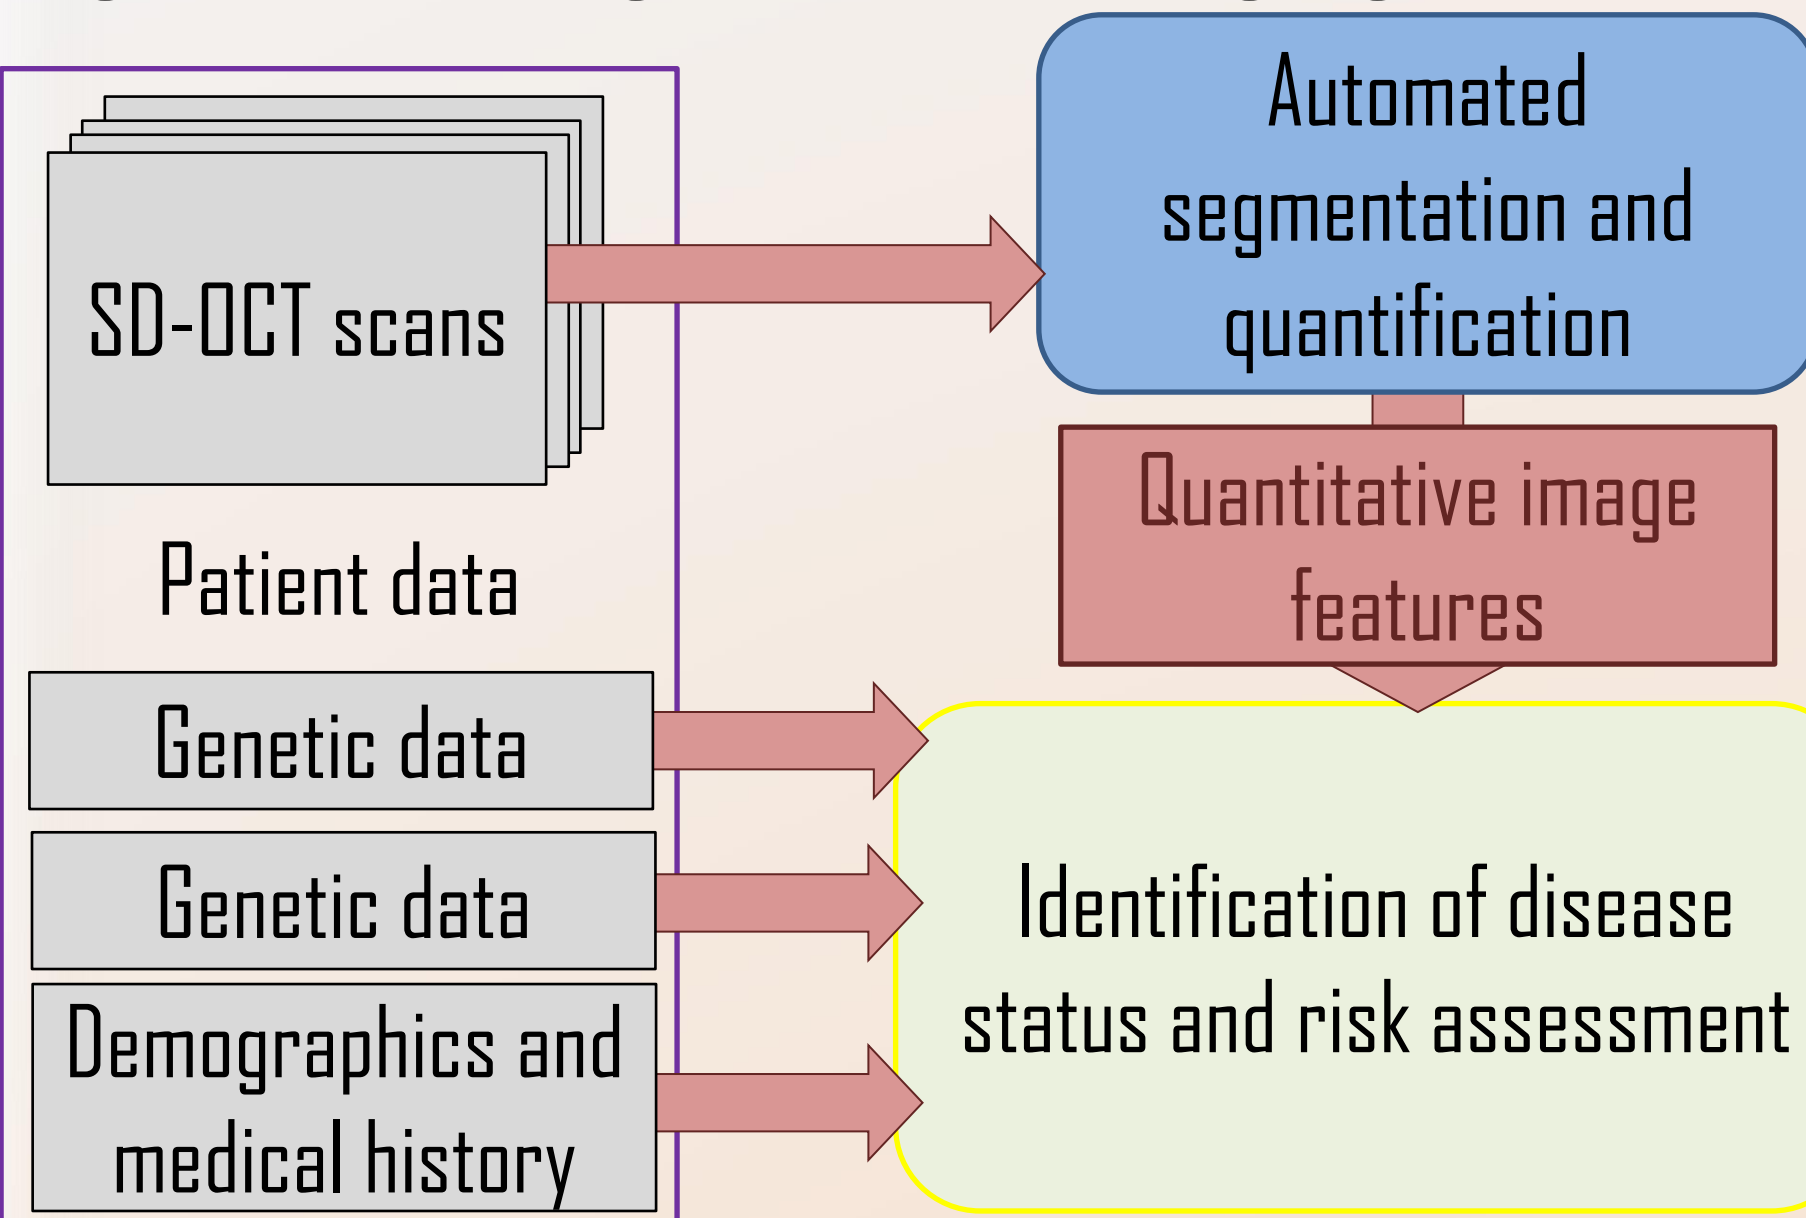 SD-OCT scans
Patient data
Genetic data
Genetic data
Demographics and
medical history
Automated
segmentation and
quantification
Quantitative image
features
Identification of disease
status and risk assessment